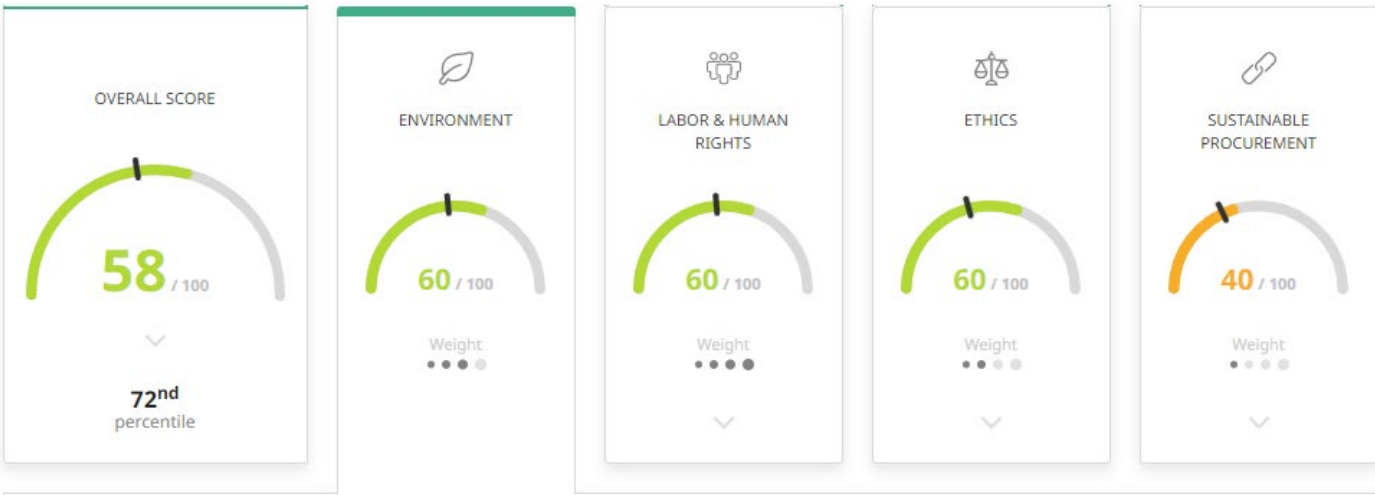 OVERALL SCORE
58 / 100
72nd
percentile
ENVIRONMENT
60 / 100
Weight
LABOR & HUMAN
RIGHTS
60 / 100
Weight
ETHICS
60 / 100
Weight
SUSTAINABLE
PROCUREMENT
40 / 100
Weight